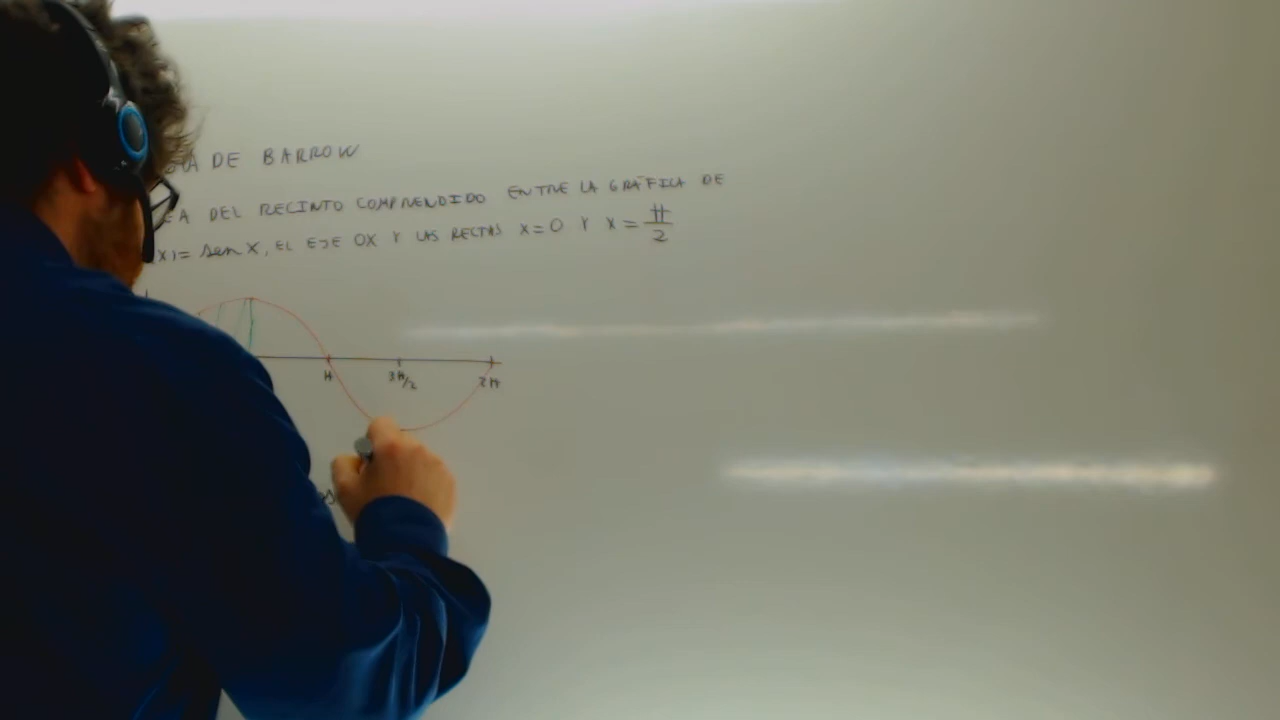 DE BARROW
DEL RECINTO COMPRENDIDO ENTRE LA GRÁFICA DE
x)= sen x, EL EJE OX Y LAS RECTAS x=0 Y x= π/2
π 3π/2 2π